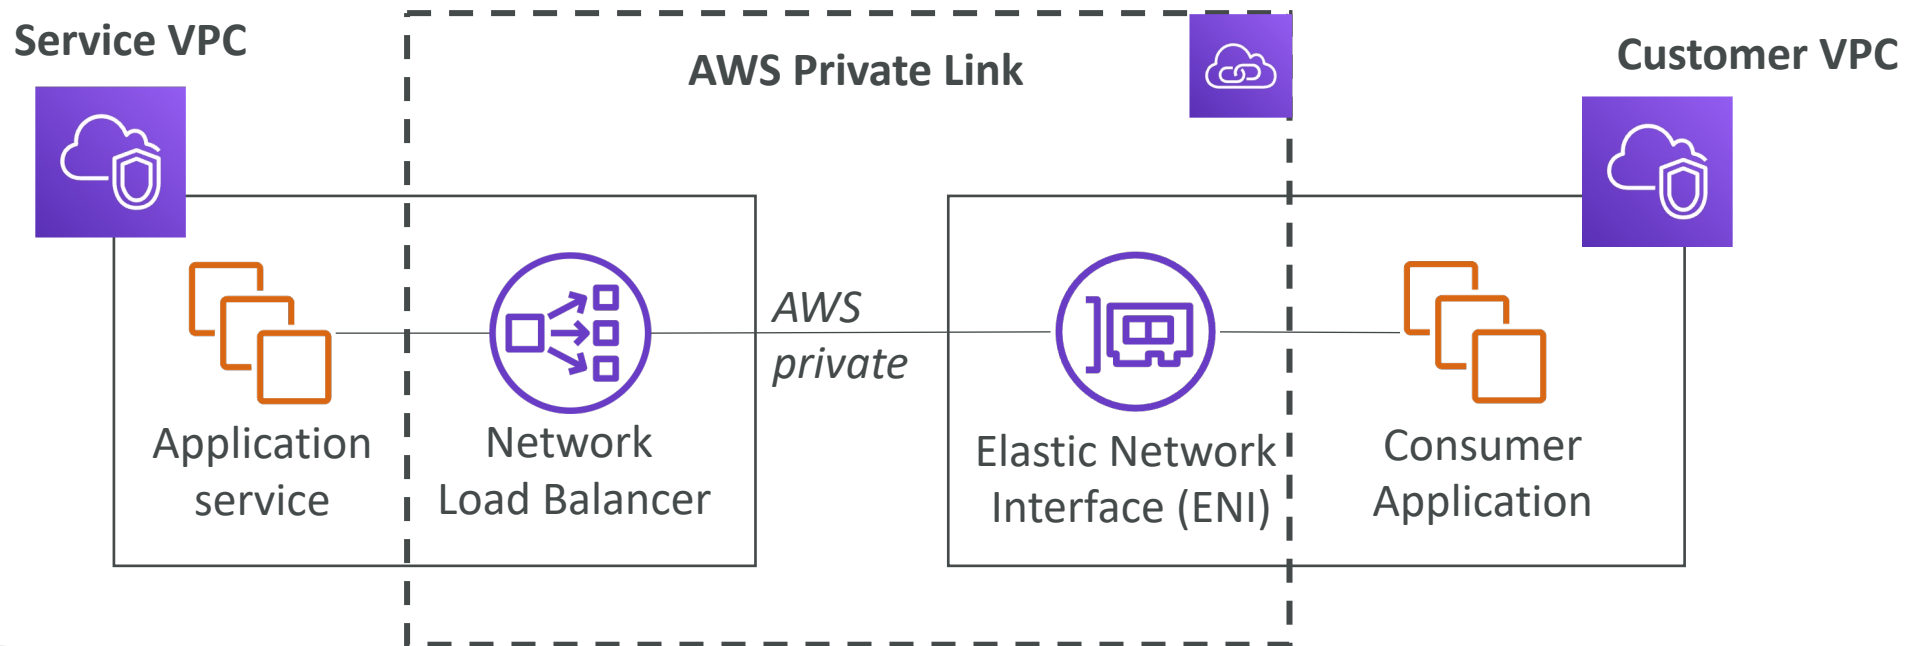 Service VPC
AWS Private Link
Customer VPC
AWS
private
Application
service
Network
Load Balancer
Elastic Network
Interface (ENI)
Consumer
Application